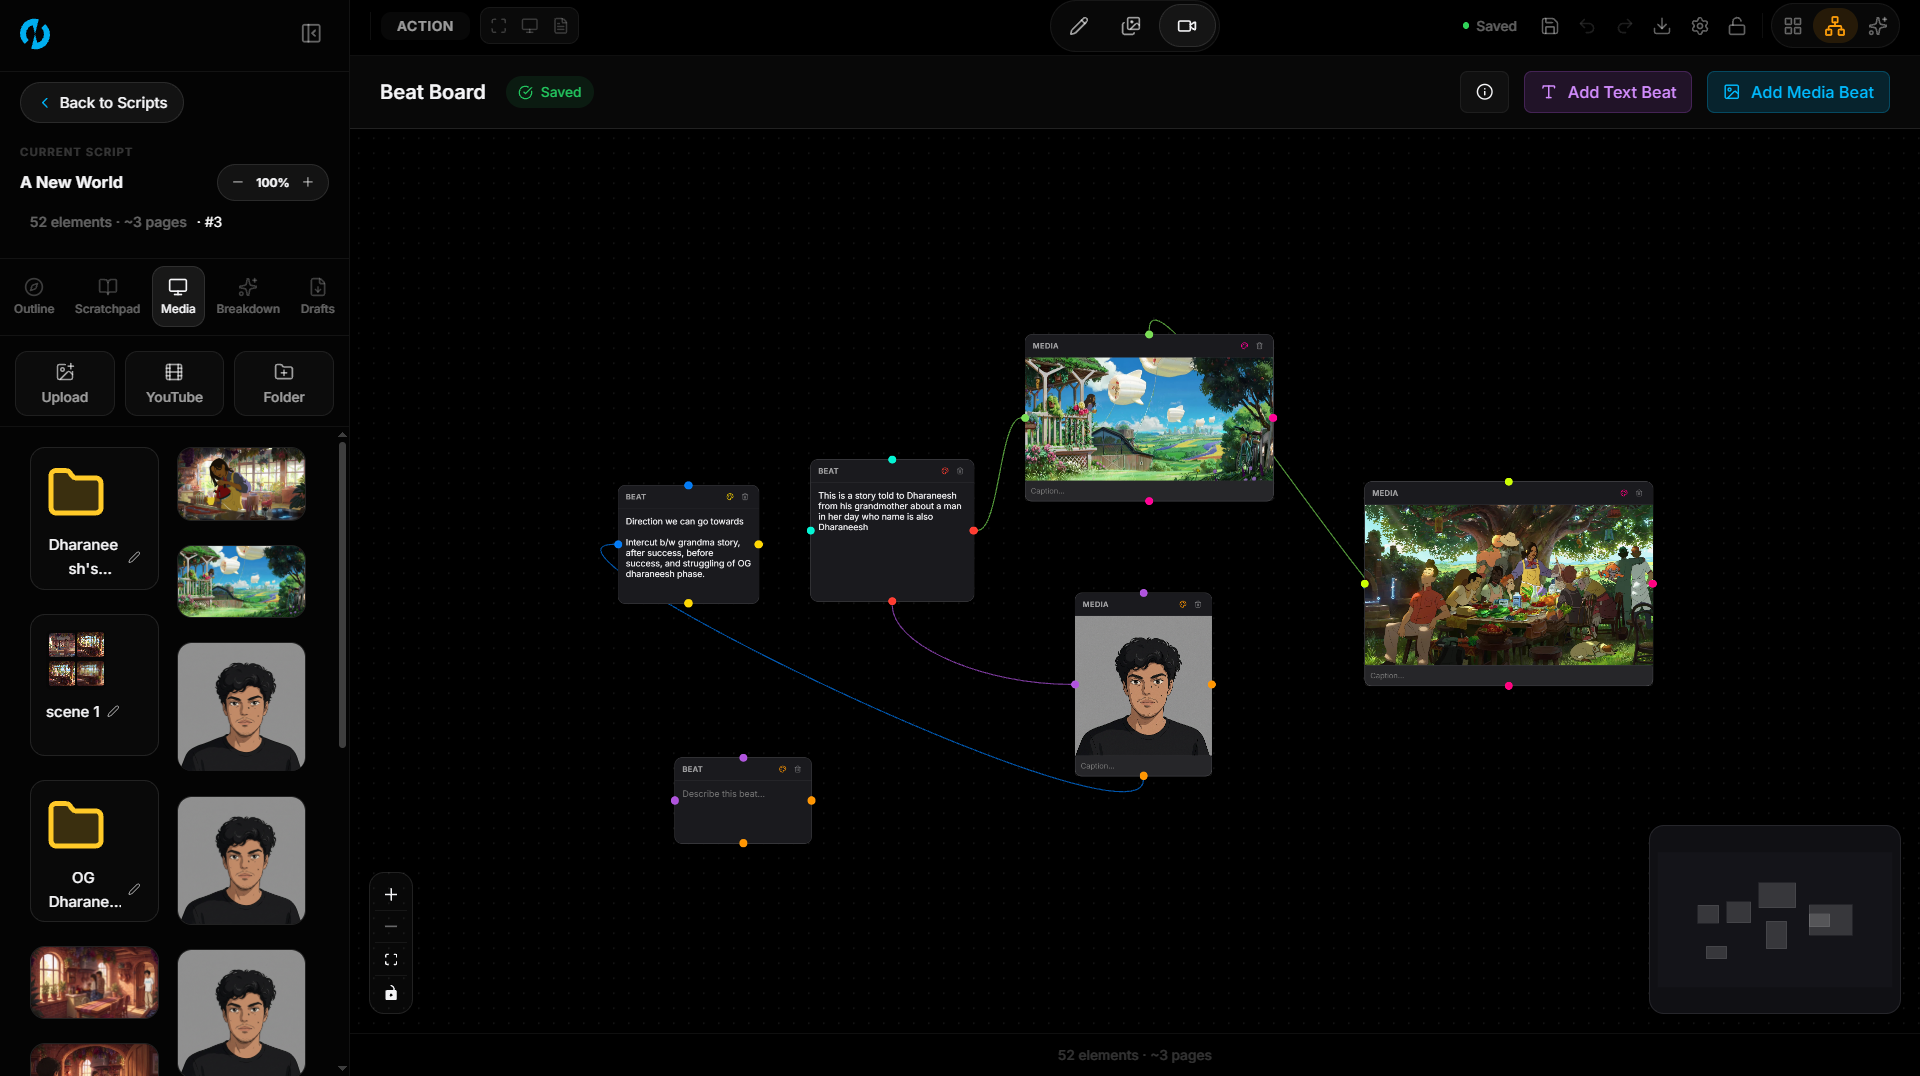 ACTION
Saved
Back to Scripts
CURRENT SCRIPT
A New World
100%
52 elements · ~3 pages · #3
Outline
Scratchpad
Media
Breakdown
Drafts
Upload
YouTube
Folder
Dharanee
sh's...
scene 1
OG
Dharane...
Beat Board
Saved
Add Text Beat
Add Media Beat
BEAT
Direction we can go towards
Intercut b/w grandma story,
after success, before
success, and struggling of OG
dharaneesh phase.
BEAT
This is a story told to Dharaneesh
from his grandmother about a man
in her day who name is also
Dharaneesh
MEDIA
Caption...
MEDIA
Caption...
MEDIA
Caption...
BEAT
Describe this beat...
52 elements · ~3 pages